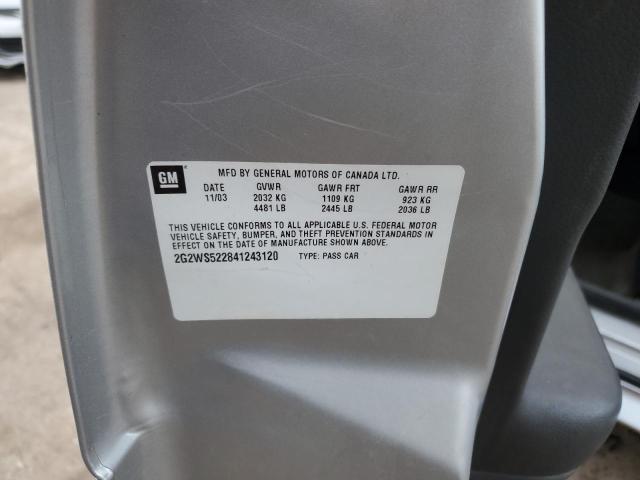 GM
MFD BY GENERAL MOTORS OF CANADA LTD.
DATE GVWR GAWR FRT GAWR RR
11/03 2032 KG 1109 KG 923 KG
4481 LB 2445 LB 2036 LB
THIS VEHICLE CONFORMS TO ALL APPLICABLE U.S. FEDERAL MOTOR
VEHICLE SAFETY, BUMPER, AND THEFT PREVENTION STANDARDS IN
EFFECT ON THE DATE OF MANUFACTURE SHOWN ABOVE.
2G2WS522841243120 TYPE: PASS CAR